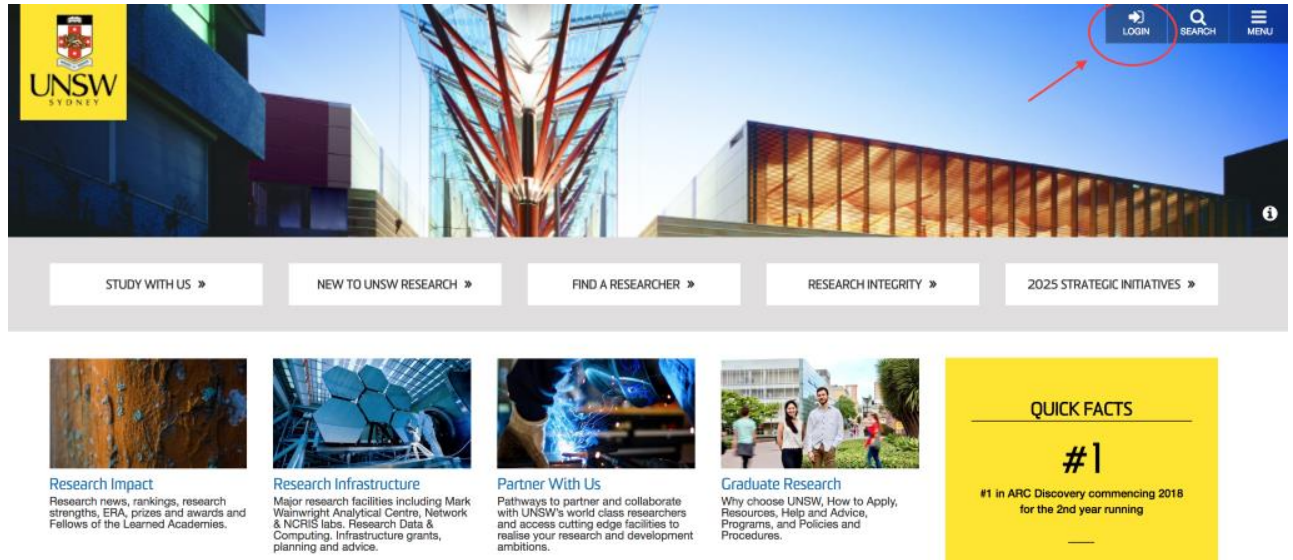 UNSW
SYDNEY
LOGIN
SEARCH
MENU
STUDY WITH US »
NEW TO UNSW RESEARCH »
FIND A RESEARCHER »
RESEARCH INTEGRITY »
2025 STRATEGIC INITIATIVES »
Research Impact
Research news, rankings, research
strengths, ERA, prizes and awards and
Fellows of the Learned Academies.
Research Infrastructure
Major research facilities including Mark
Wainwright Analytical Centre, Network
& NCRIS labs. Research Data &
Computing. Infrastructure grants,
planning and advice.
Partner With Us
Pathways to partner and collaborate
with UNSW's world class researchers
and access cutting edge facilities to
realise your research and development
ambitions.
Graduate Research
Why choose UNSW, How to Apply,
Resources, Help and Advice,
Programs, and Policies and
Procedures.
QUICK FACTS
#1
#1 in ARC Discovery commencing 2018
for the 2nd year running